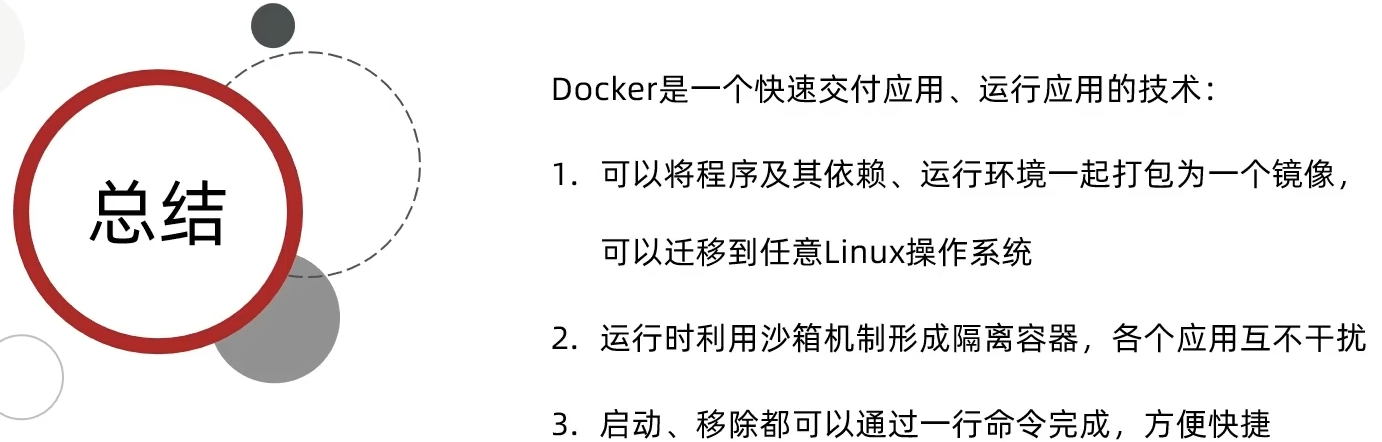 总结
Docker是一个快速交付应用、运行应用的技术：
1. 可以将程序及其依赖、运行环境一起打包为一个镜像，
可以迁移到任意Linux操作系统
2. 运行时利用沙箱机制形成隔离容器，各个应用互不干扰
3. 启动、移除都可以通过一行命令完成，方便快捷